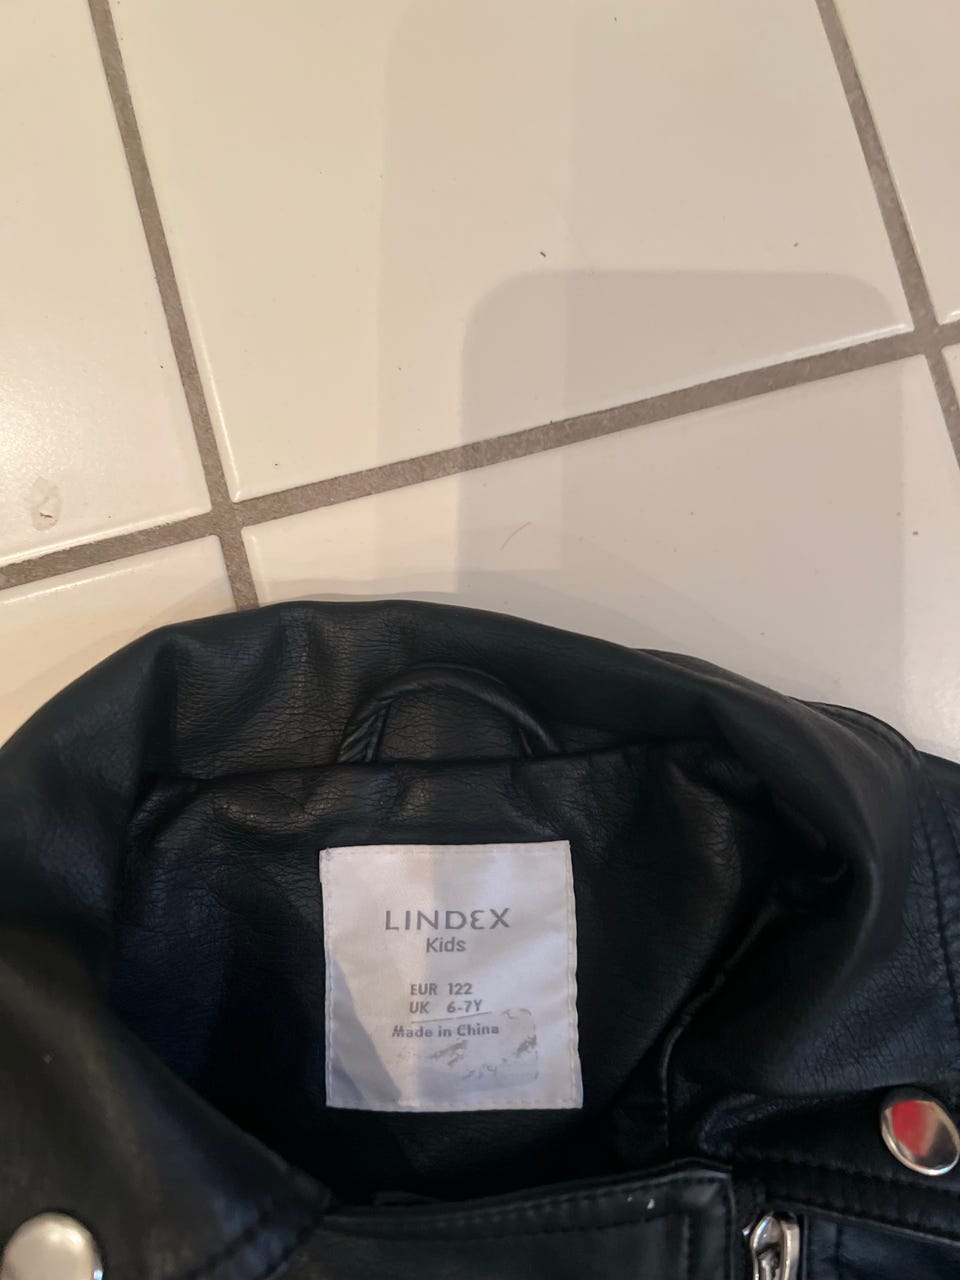 LINDEX
Kids
EUR 122
UK 6-7Y
Made in China